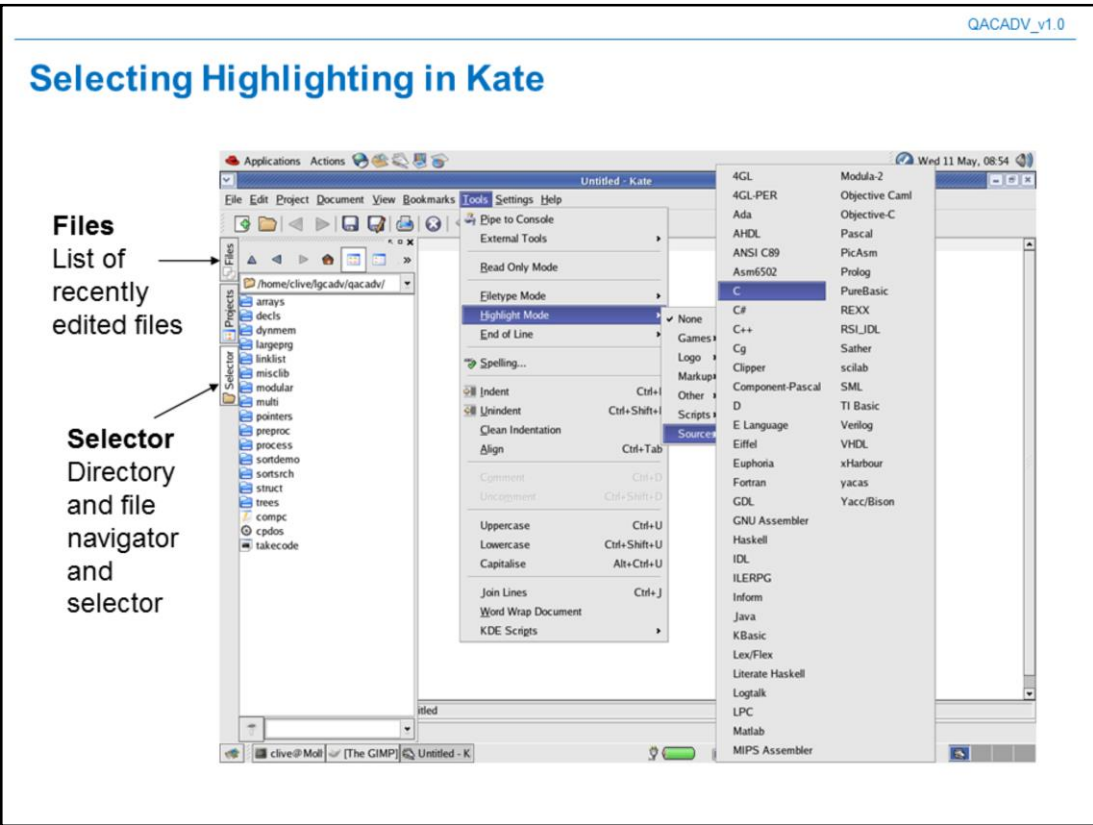 QACADV_v1.0
Selecting Highlighting in Kate
Files
List of
recently
edited files
Selector
Directory
and file
navigator
and
selector
Applications Actions
Wed 11 May, 08:54
Untitled - Kate
File Edit Project Document View Bookmarks Tools Settings Help
Files
Projects
Selector
/home/clive/lgcadv/qacadv/
arrays
decls
dynmem
largeprg
linklist
misclib
modular
multi
pointers
preproc
process
sortdemo
sortsrch
struct
trees
compc
cpdos
takecode
Pipe to Console
External Tools
Read Only Mode
Filetype Mode
Highlight Mode
End of Line
Spelling...
Indent Ctrl+I
Unindent Ctrl+Shift+I
Clean Indentation
Align Ctrl+Tab
Comment Ctrl+D
Uncomment Ctrl+Shift+D
Uppercase Ctrl+U
Lowercase Ctrl+Shift+U
Capitalise Alt+Ctrl+U
Join Lines Ctrl+J
Word Wrap Document
KDE Scripts
None
Games
Logo
Markup
Other
Scripts
Sources
4GL
4GL-PER
Ada
AHDL
ANSI C89
Asm6502
C
C#
C++
Cg
Clipper
Component-Pascal
D
E Language
Eiffel
Euphoria
Fortran
GDL
GNU Assembler
Haskell
IDL
ILERPG
Inform
Java
KBasic
Lex/Flex
Literate Haskell
Logtalk
LPC
Matlab
MIPS Assembler
Modula-2
Objective Caml
Objective-C
Pascal
PicAsm
Prolog
PureBasic
REXX
RSI_IDL
Sather
scilab
SML
TI Basic
Verilog
VHDL
xHarbour
yacas
Yacc/Bison
itled
clive@Moll [The GIMP] Untitled - K